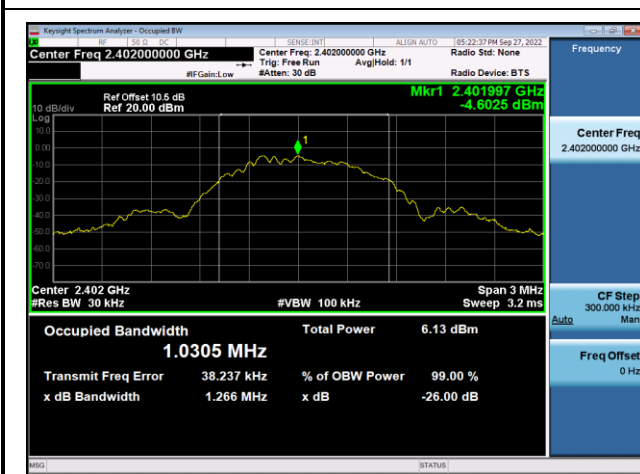 Keysight Spectrum Analyzer - Occupied BW
RF 50 Ω DC SENSE:INT ALIGN AUTO 05:22:37 PM Sep 27, 2022
Center Freq 2.402000000 GHz
Center Freq: 2.402000000 GHz Radio Std: None
Trig: Free Run Avg|Hold: 1/1
#IFGain:Low #Atten: 30 dB Radio Device: BTS
Frequency
Mkr1 2.401997 GHz
-4.6025 dBm
Ref Offset 10.5 dB
10 dB/div Ref 20.00 dBm
Log
10.0
0.00
-10.0
-20.0
-30.0
-40.0
-50.0
-60.0
-70.0
1
Center 2.402 GHz Span 3 MHz
#Res BW 30 kHz #VBW 100 kHz Sweep 3.2 ms
Occupied Bandwidth Total Power 6.13 dBm
1.0305 MHz
Transmit Freq Error 38.237 kHz % of OBW Power 99.00 %
x dB Bandwidth 1.266 MHz x dB -26.00 dB
Center Freq
2.402000000 GHz
CF Step
300.000 kHz
Auto Man
Freq Offset
0 Hz
MSG STATUS